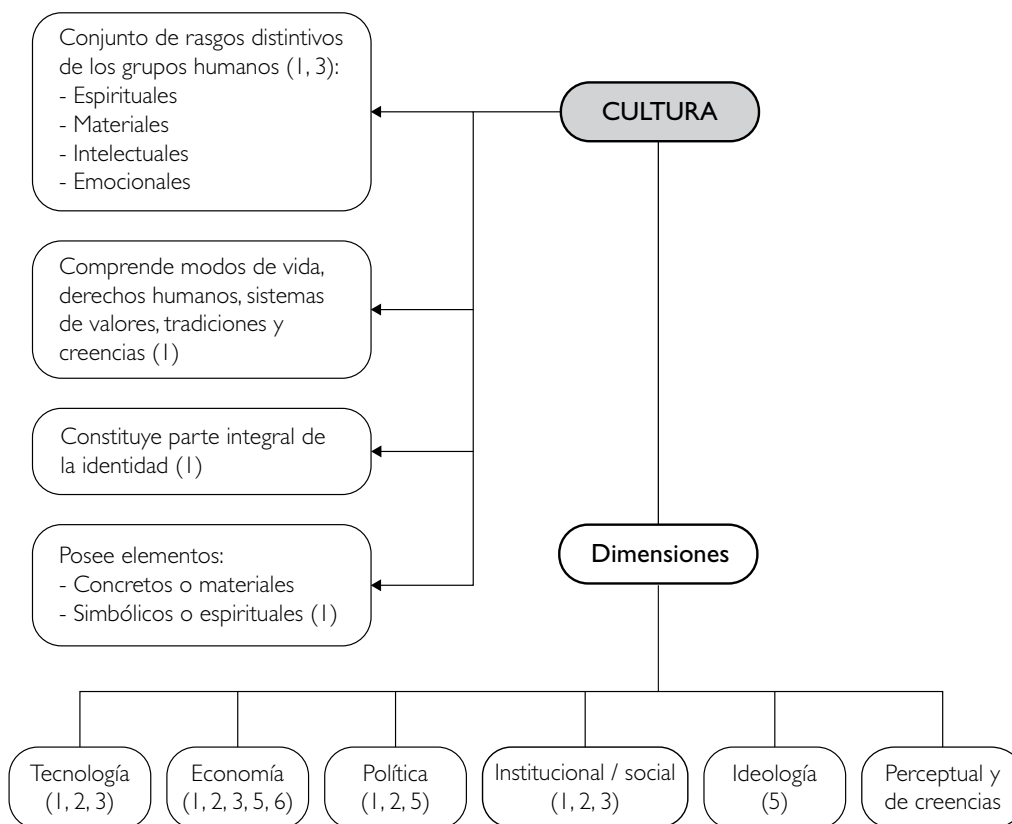 Conjunto de rasgos distintivos
de los grupos humanos (1, 3):
- Espirituales
- Materiales
- Intelectuales
- Emocionales
CULTURA
Comprende modos de vida,
derechos humanos, sistemas
de valores, tradiciones y
creencias (1)
Constituye parte integral de
la identidad (1)
Posee elementos:
- Concretos o materiales
- Simbólicos o espirituales (1)
Dimensiones
Tecnología
(1, 2, 3)
Economía
(1, 2, 3, 5, 6)
Política
(1, 2, 5)
Institucional / social
(1, 2, 3)
Ideología
(5)
Perceptual y
de creencias